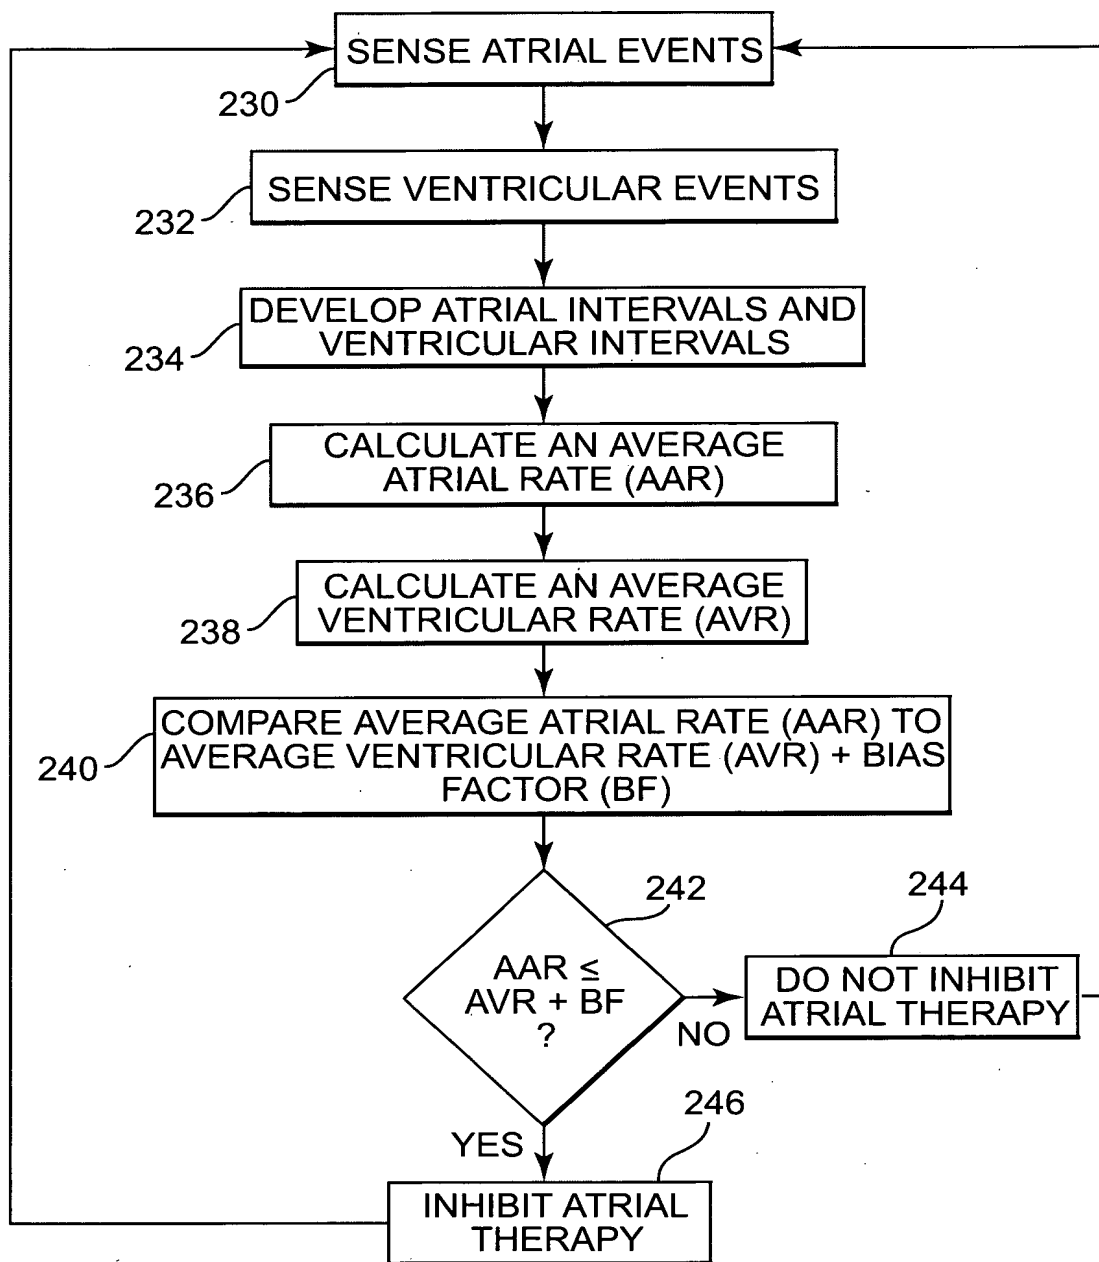 SENSE ATRIAL EVENTS
230
SENSE VENTRICULAR EVENTS
232
DEVELOP ATRIAL INTERVALS AND
VENTRICULAR INTERVALS
234
CALCULATE AN AVERAGE
ATRIAL RATE (AAR)
236
CALCULATE AN AVERAGE
VENTRICULAR RATE (AVR)
238
COMPARE AVERAGE ATRIAL RATE (AAR) TO
AVERAGE VENTRICULAR RATE (AVR) + BIAS
FACTOR (BF)
240
242
AAR ≤
AVR + BF
?
NO
244
DO NOT INHIBIT
ATRIAL THERAPY
YES
246
INHIBIT ATRIAL
THERAPY